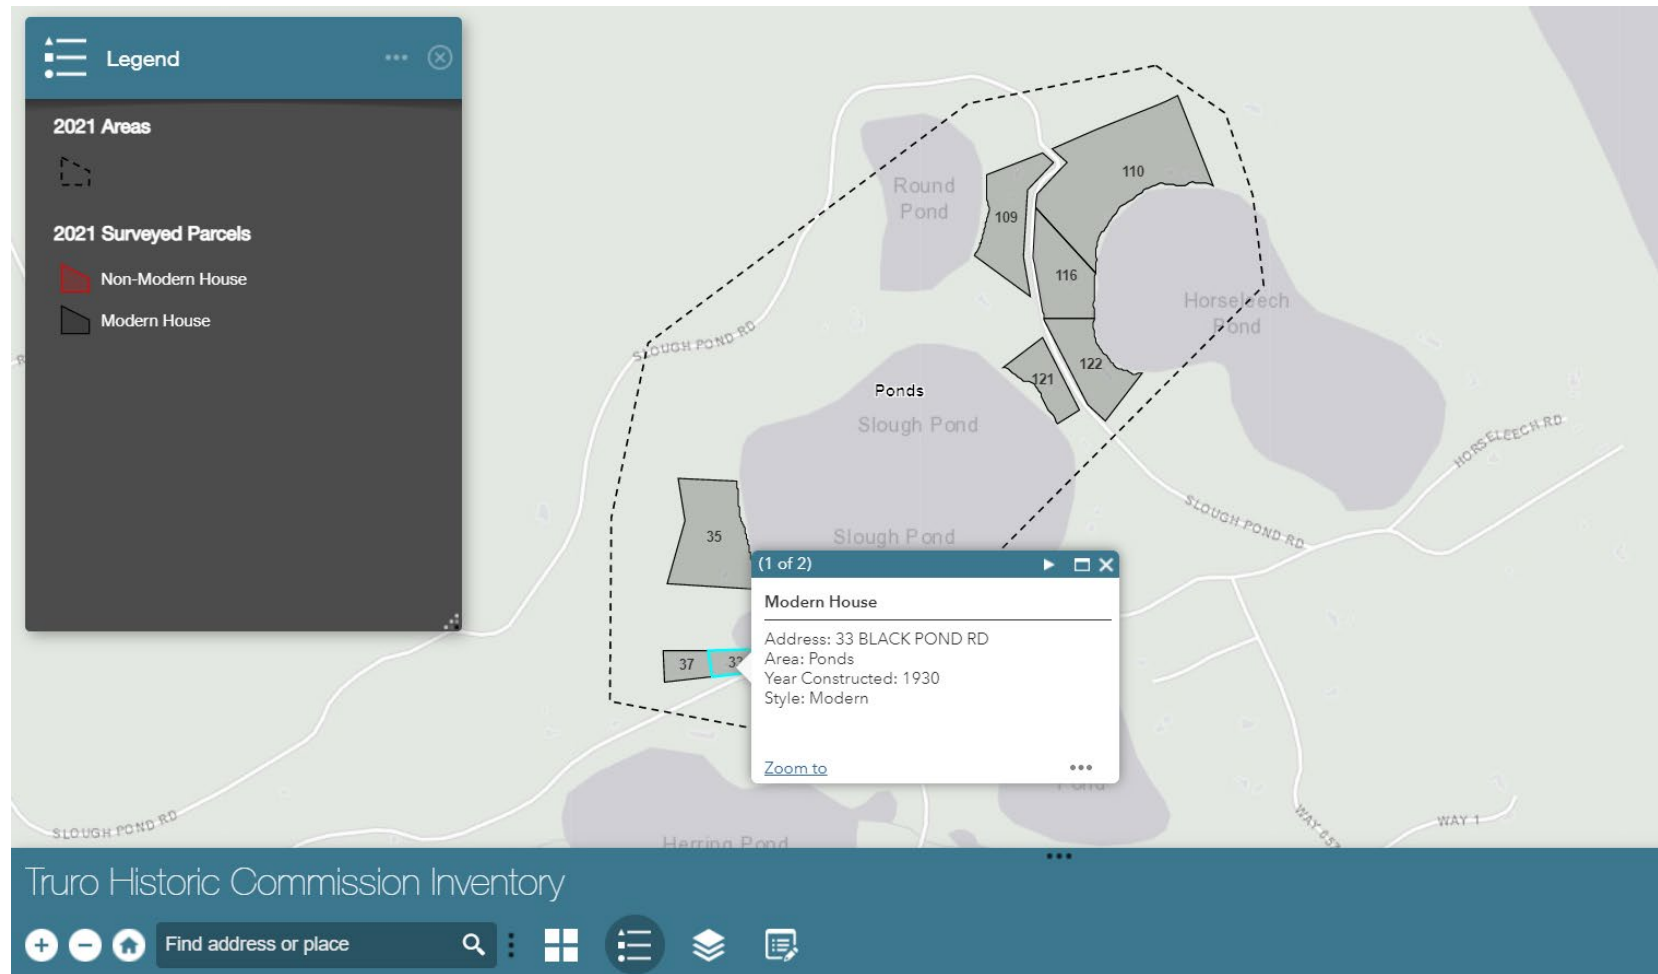 Legend
2021 Areas
2021 Surveyed Parcels
Non-Modern House
Modern House
Round
Pond
109
110
116
Horseleech
Pond
122
121
SLOUGH POND RD
Ponds
Slough Pond
HORSELEECH RD
SLOUGH POND RD
35
Slough Pond
37
33
(1 of 2)
Modern House
Address: 33 BLACK POND RD
Area: Ponds
Year Constructed: 1930
Style: Modern
Zoom to
Pond
SLOUGH POND RD
Herring Pond
WAY 1
Truro Historic Commission Inventory
Find address or place